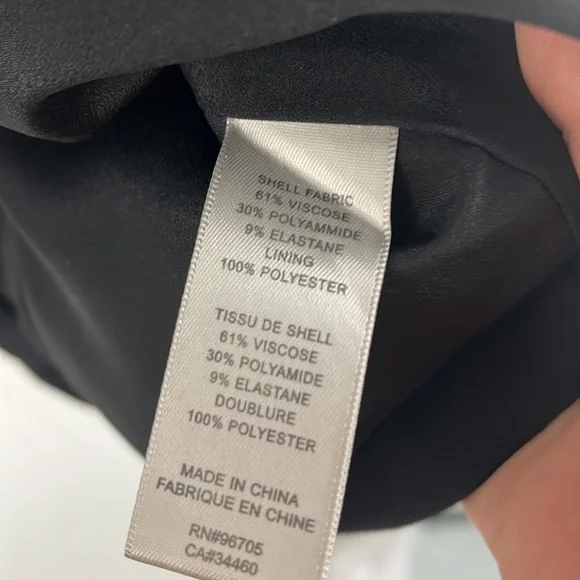 SHELL FABRIC
61% VISCOSE
30% POLYAMMIDE
9% ELASTANE
LINING
100% POLYESTER
TISSU DE SHELL
61% VISCOSE
30% POLYAMIDE
9% ELASTANE
DOUBLURE
100% POLYESTER
MADE IN CHINA
FABRIQUE EN CHINE
RN#96705
CA#34460